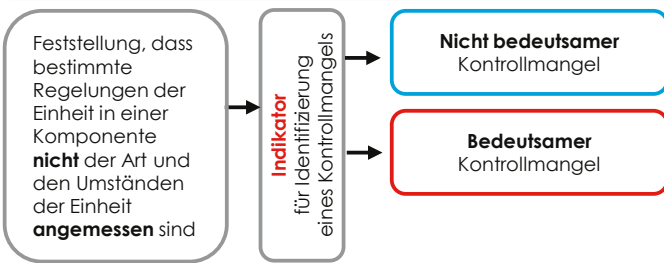 Feststellung, dass
bestimmte
Regelungen der
Einheit in einer
Komponente
nicht der Art und
den Umständen
der Einheit
angemessen sind
Indikator
für Identifizierung
eines Kontrollmangels
Nicht bedeutsamer
Kontrollmangel
Bedeutsamer
Kontrollmangel